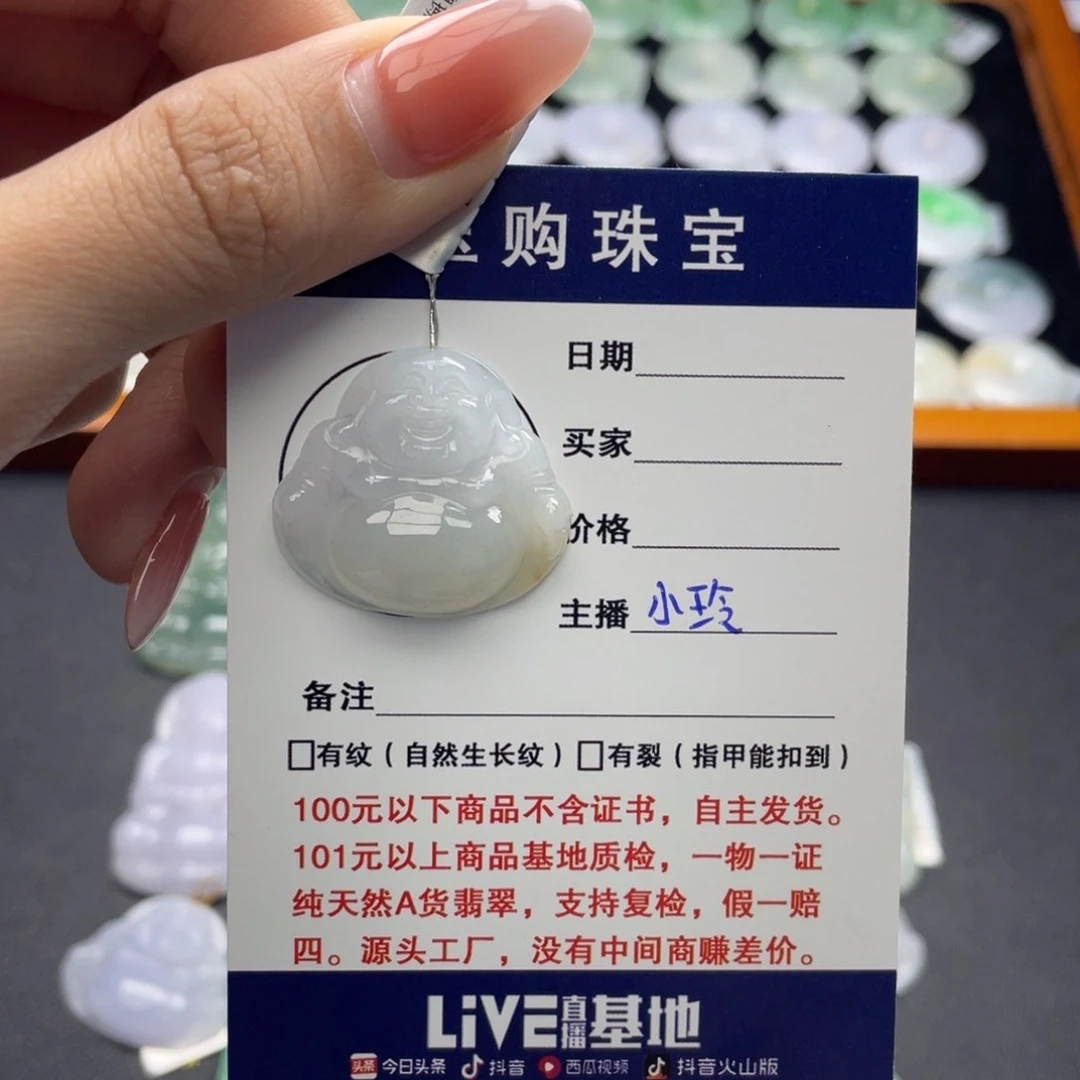 购珠宝
日期
买家
价格
主播 小玲
备注
□有纹（自然生长纹）□有裂（指甲能扣到）
100元以下商品不含证书，自主发货。
101元以上商品基地质检，一物一证
纯天然A货翡翠，支持复检，假一赔
四。源头工厂，没有中间商赚差价。
LiVE直播基地
头条 今日头条 抖音 西瓜视频 抖音火山版